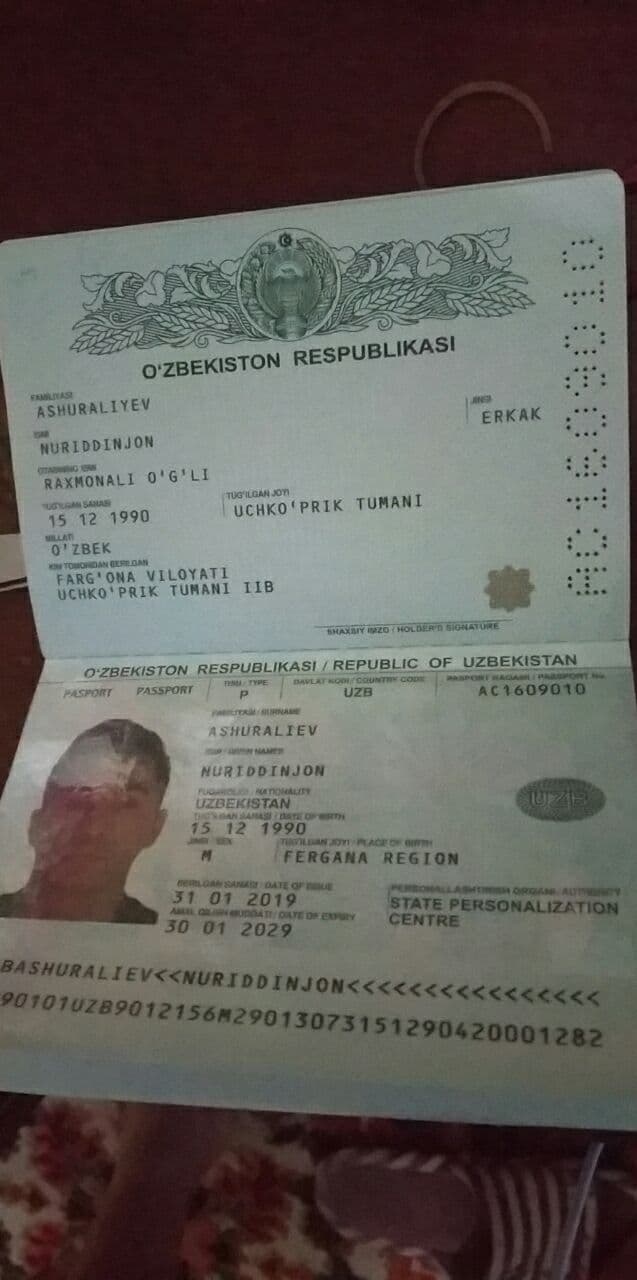 O'ZBEKISTON RESPUBLIKASI
FAMILIYASI
ASHURALIYEV
JINSI
ERKAK
ISMI
NURIDDINJON
OTASINING ISMI
RAXMONALI O'G'LI
TUG'ILGAN SANASI
15 12 1990
TUG'ILGAN JOYI
UCHKO'PRIK TUMANI
MILLATI
O'ZBEK
KIM TOMONIDAN BERILGAN
FARG'ONA VILOYATI
UCHKO'PRIK TUMANI IIB
SHAXSIY IMZO / HOLDER'S SIGNATURE
AC1609010
O'ZBEKISTON RESPUBLIKASI / REPUBLIC OF UZBEKISTAN
PASPORT PASSPORT
TURI / TYPE
P
DAVLAT KODI / COUNTRY CODE
UZB
PASPORT RAQAMI / PASSPORT No.
AC1609010
FAMILIYASI / SURNAME
ASHURALIEV
ISMI / GIVEN NAMES
NURIDDINJON
FUQAROLIGI / NATIONALITY
UZBEKISTAN
TUG'ILGAN SANASI / DATE OF BIRTH
15 12 1990
JINSI / SEX
M
TUG'ILGAN JOYI / PLACE OF BIRTH
FERGANA REGION
UZB
BERILGAN SANASI / DATE OF ISSUE
31 01 2019
AMAL QILISH MUDDATI / DATE OF EXPIRY
30 01 2029
PERSONALLASHTIRISH ORGANI / AUTHORITY
STATE PERSONALIZATION
CENTRE
BASHURALIEV<<NURIDDINJON<<<<<<<<<<<<<<<<<
90101UZB9012156M29013073151290420001282